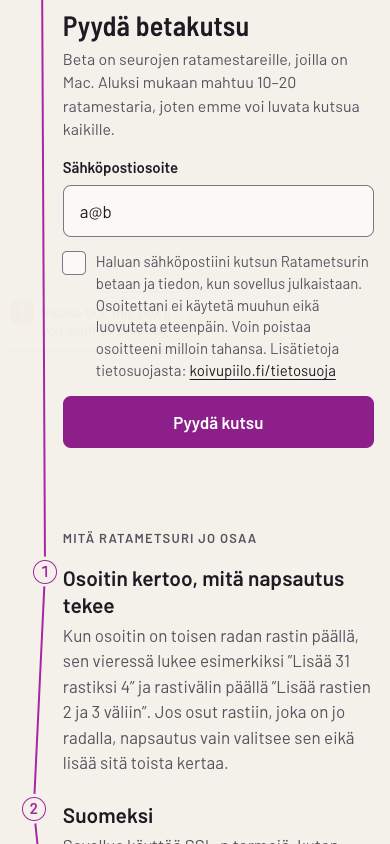 Pyydä betakutsu
Beta on seurojen ratamestareille, joilla on
Mac. Aluksi mukaan mahtuu 10–20
ratamestaria, joten emme voi luvata kutsua
kaikille.
Sähköpostiosoite
a@b
Haluan sähköpostiini kutsun Ratametsurin
betaan ja tiedon, kun sovellus julkaistaan.
Osoitettani ei käytetä muuhun eikä
luovuteta eteenpäin. Voin poistaa
osoitteeni milloin tahansa. Lisätietoja
tietosuojasta: koivupiilo.fi/tietosuoja
Pyydä kutsu
MITÄ RATAMETSURI JO OSAA
1 Osoitin kertoo, mitä napsautus
tekee
Kun osoitin on toisen radan rastin päällä,
sen vieressä lukee esimerkiksi ”Lisää 31
rastiksi 4” ja rastivälin päällä ”Lisää rastien
2 ja 3 väliin”. Jos osut rastiin, joka on jo
radalla, napsautus vain valitsee sen eikä
lisää sitä toista kertaa.
2 Suomeksi